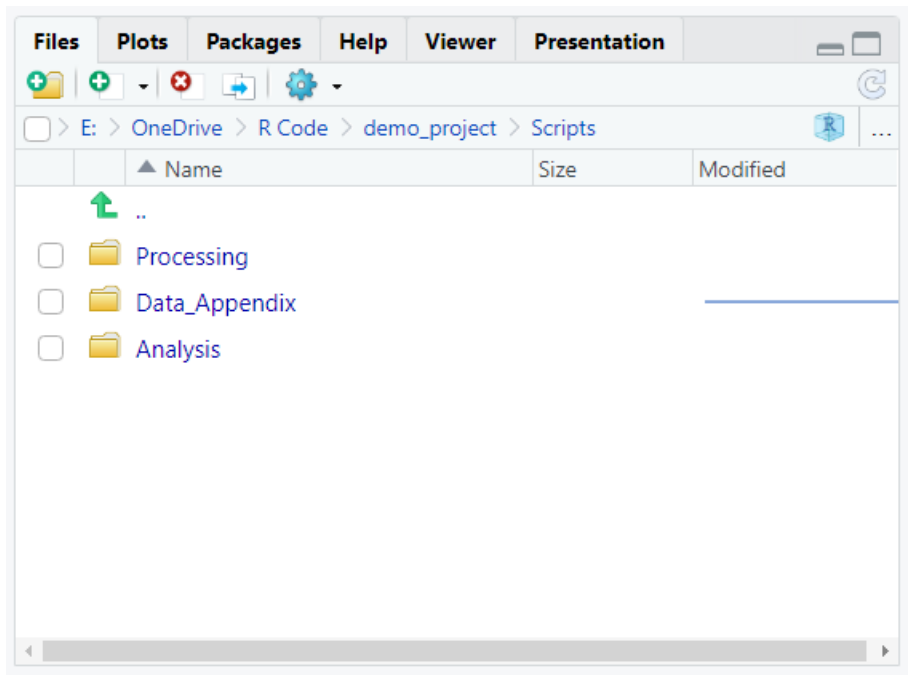 Files Plots Packages Help Viewer Presentation
E: OneDrive R Code demo_project Scripts R ...
Name Size Modified
..
Processing
Data_Appendix
Analysis